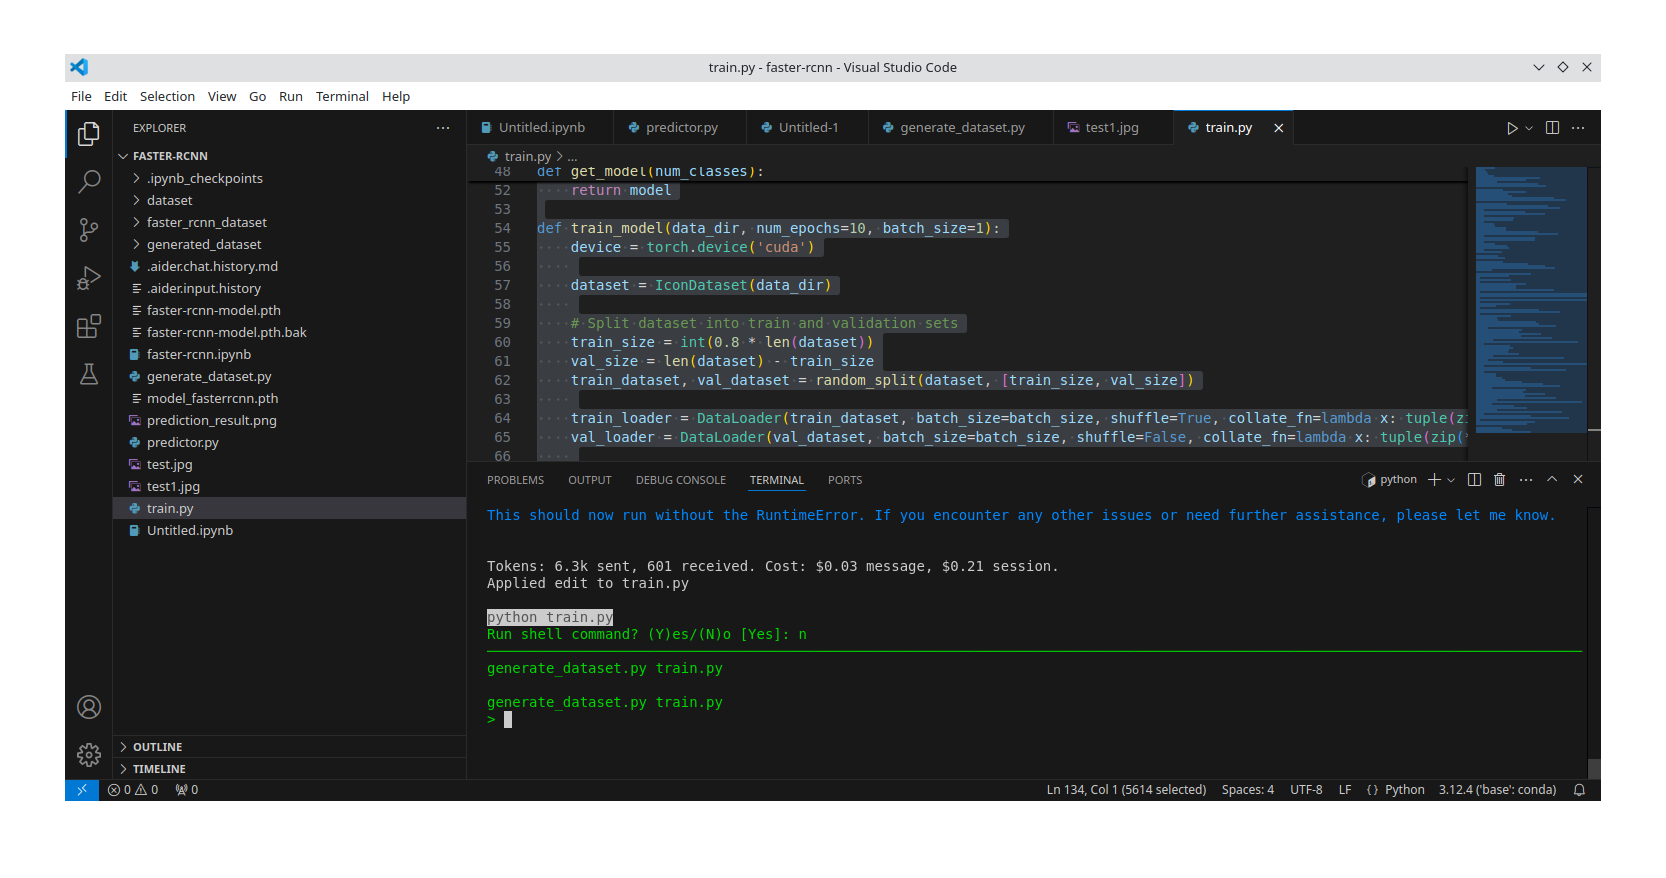 train.py - faster-rcnn - Visual Studio Code
File Edit Selection View Go Run Terminal Help
EXPLORER
FASTER-RCNN
.ipynb_checkpoints
dataset
faster_rcnn_dataset
generated_dataset
.aider.chat.history.md
.aider.input.history
faster-rcnn-model.pth
faster-rcnn-model.pth.bak
faster-rcnn.ipynb
generate_dataset.py
model_fasterrcnn.pth
prediction_result.png
predictor.py
test.jpg
test1.jpg
train.py
Untitled.ipynb
OUTLINE
TIMELINE
Untitled.ipynb predictor.py Untitled-1 generate_dataset.py test1.jpg train.py
train.py > ...
48 def get_model(num_classes):
52 return model
53
54 def train_model(data_dir, num_epochs=10, batch_size=1):
55 device = torch.device('cuda')
56
57 dataset = IconDataset(data_dir)
58
59 # Split dataset into train and validation sets
60 train_size = int(0.8 * len(dataset))
61 val_size = len(dataset) - train_size
62 train_dataset, val_dataset = random_split(dataset, [train_size, val_size])
63
64 train_loader = DataLoader(train_dataset, batch_size=batch_size, shuffle=True, collate_fn=lambda x: tuple(zi
65 val_loader = DataLoader(val_dataset, batch_size=batch_size, shuffle=False, collate_fn=lambda x: tuple(zip(*
66
PROBLEMS OUTPUT DEBUG CONSOLE TERMINAL PORTS python
This should now run without the RuntimeError. If you encounter any other issues or need further assistance, please let me know.
Tokens: 6.3k sent, 601 received. Cost: $0.03 message, $0.21 session.
Applied edit to train.py
python train.py
Run shell command? (Y)es/(N)o [Yes]: n
generate_dataset.py train.py
generate_dataset.py train.py
>
0 0 0 Ln 134, Col 1 (5614 selected) Spaces: 4 UTF-8 LF {} Python 3.12.4 ('base': conda)